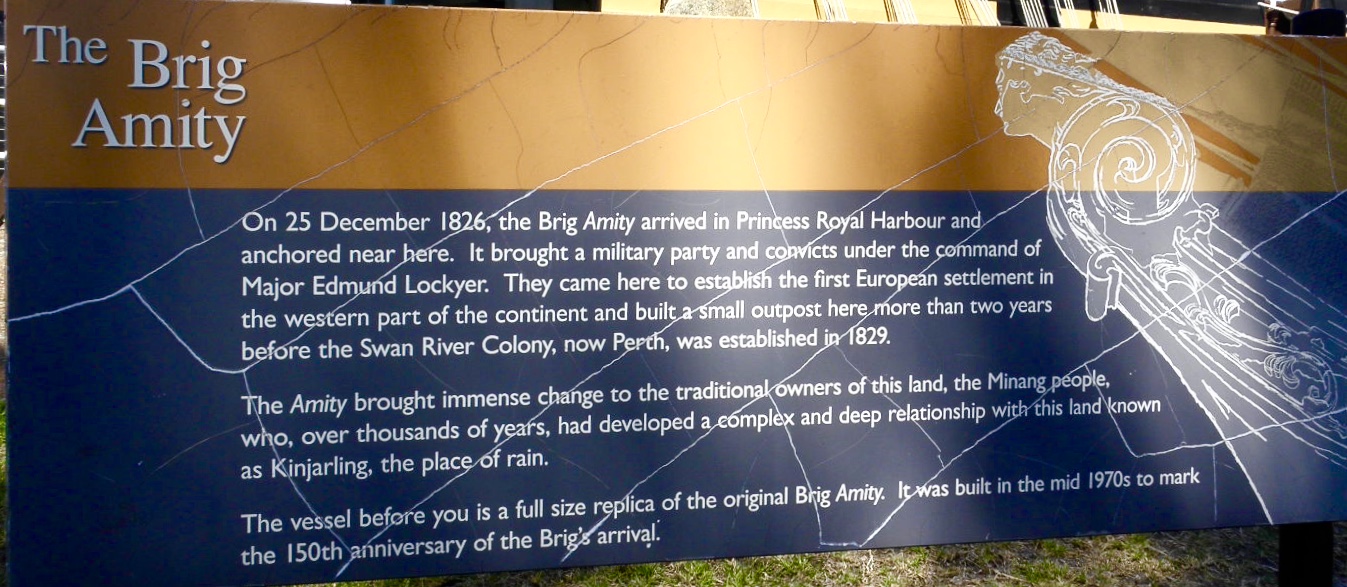 The Brig
Amity
On 25 December 1826, the Brig Amity arrived in Princess Royal Harbour and
anchored near here. It brought a military party and convicts under the command of
Major Edmund Lockyer. They came here to establish the first European settlement in
the western part of the continent and built a small outpost here more than two years
before the Swan River Colony, now Perth, was established in 1829.
The Amity brought immense change to the traditional owners of this land, the Minang people,
who, over thousands of years, had developed a complex and deep relationship with this land known
as Kinjarling, the place of rain.
The vessel before you is a full size replica of the original Brig Amity. It was built in the mid 1970s to mark
the 150th anniversary of the Brig's arrival.